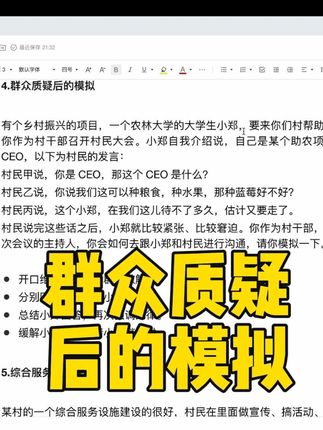 最近保存 21:32
默认字体
4.群众质疑后的模拟
有个乡村振兴的项目，一个农林大学的大学生小郑，要来你们村帮助
你作为村干部召开村民大会。小郑自我介绍说，自己是某个助农项
CEO，以下为村民的发言：
村民甲说，你是 CEO，那这个 CEO 是什么？
村民乙说，你说我们这可以种粮食，种水果，那种蓝莓好不好？
村民丙说，这个小郑，在我们这儿待不了多久，估计又要走了。
村民说完这些话之后，小郑就比较紧张、比较窘迫。你作为村干部，
次会议的主持人，你会如何去跟小郑和村民进行沟通，请你模拟一下，
开口
分别
总结小
缓解小
群众质疑
后的模拟
5.综合服务
某村的一个综合服务设施建设的很好，村民在里面做宣传、搞活动、